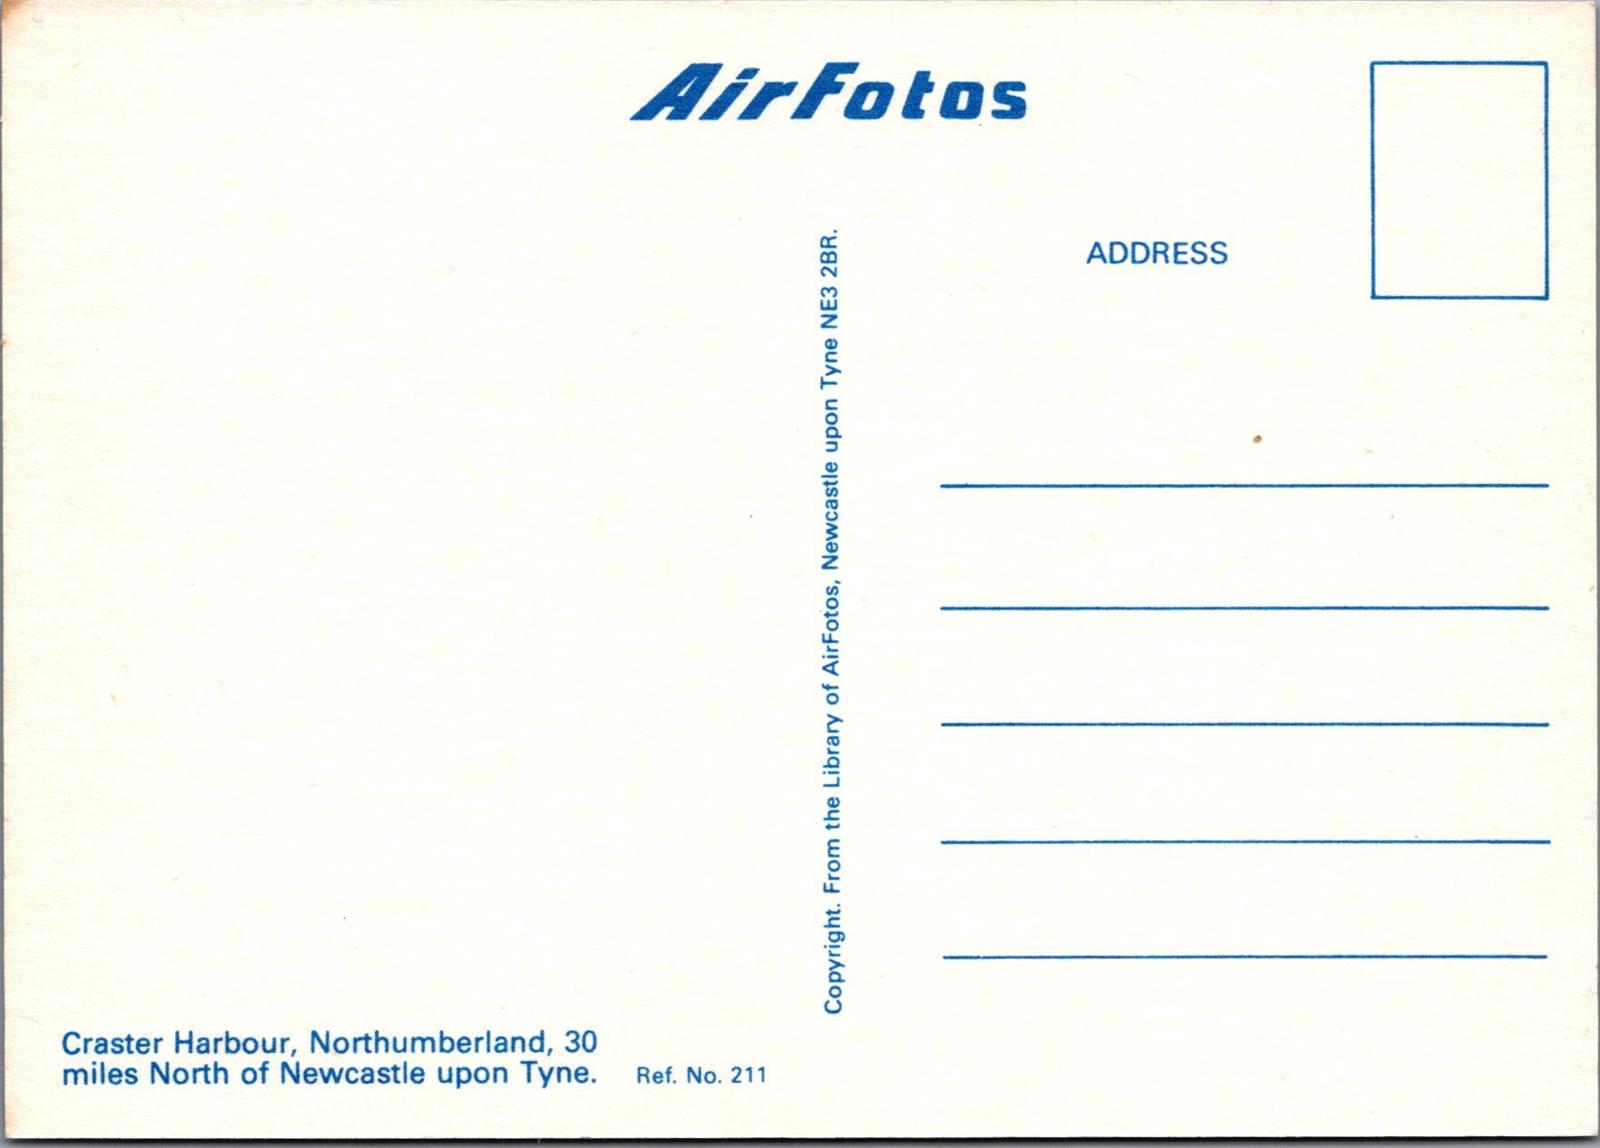 AirFotos
ADDRESS
Copyright. From the Library of AirFotos, Newcastle upon Tyne NE3 2BR.
Craster Harbour, Northumberland, 30
miles North of Newcastle upon Tyne.
Ref. No. 211